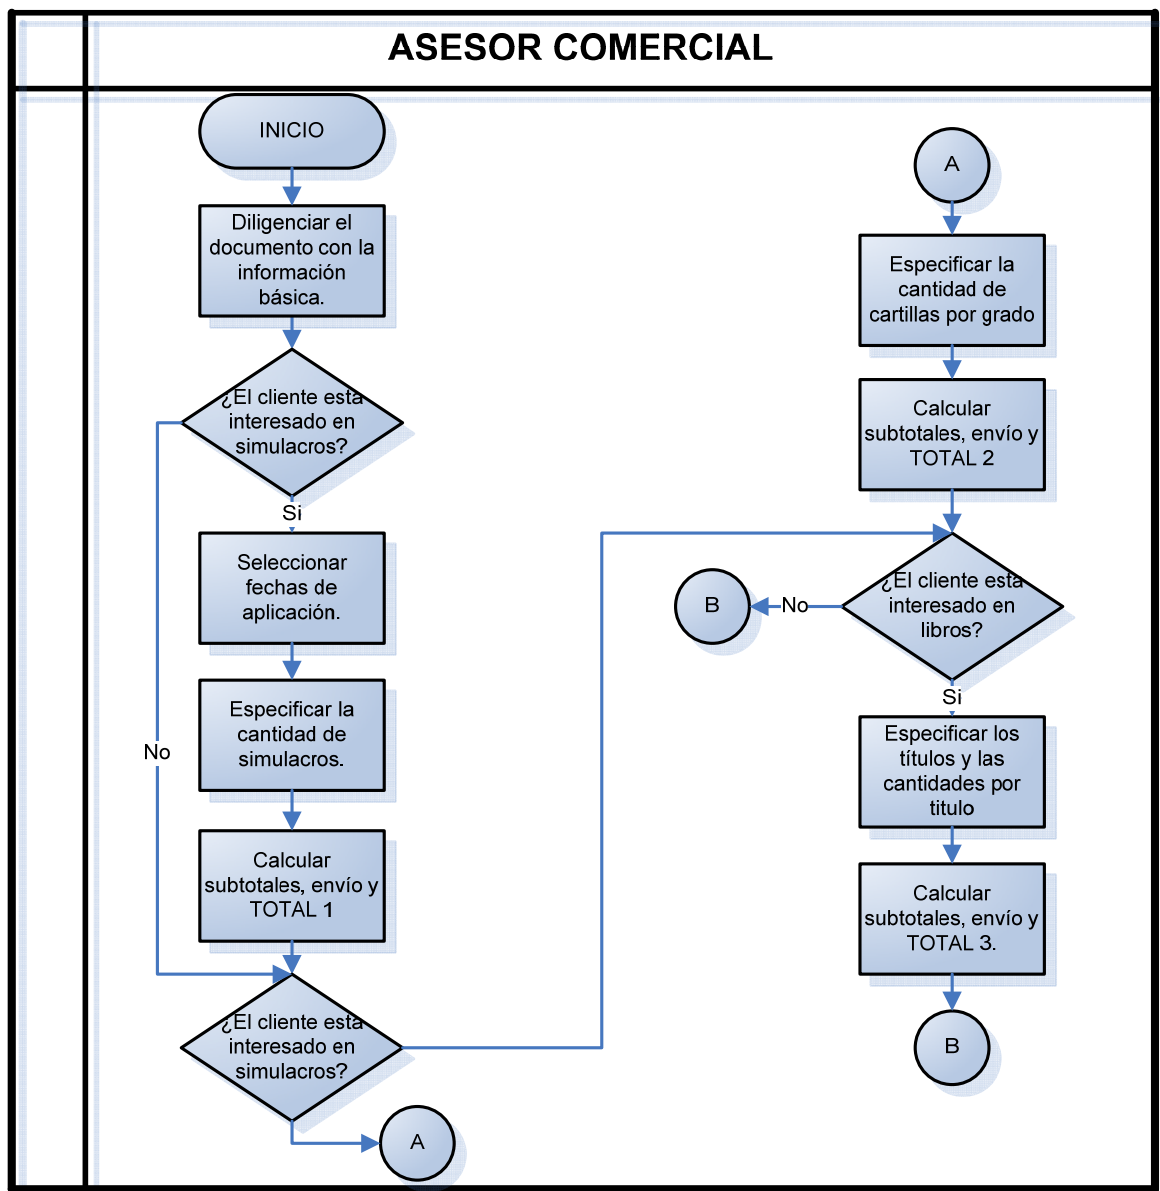 ASESOR COMERCIAL
INICIO
Diligenciar el
documento con la
información
básica.
¿El cliente está
interesado en
simulacros?
Si
Seleccionar
fechas de
aplicación.
No
Especificar la
cantidad de
simulacros.
Calcular
subtotales, envío y
TOTAL 1
¿El cliente está
interesado en
simulacros?
A
A
Especificar la
cantidad de
cartillas por grado
Calcular
subtotales, envío y
TOTAL 2
¿El cliente está
interesado en
libros?
No
B
Si
Especificar los
títulos y las
cantidades por
titulo
Calcular
subtotales, envío y
TOTAL 3.
B